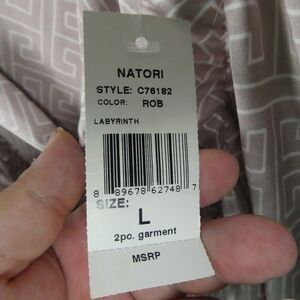 NATORI
STYLE: C76182
COLOR: ROB
LABYRINTH
8 89678 62748 7
SIZE:
L
2pc. garment
MSRP